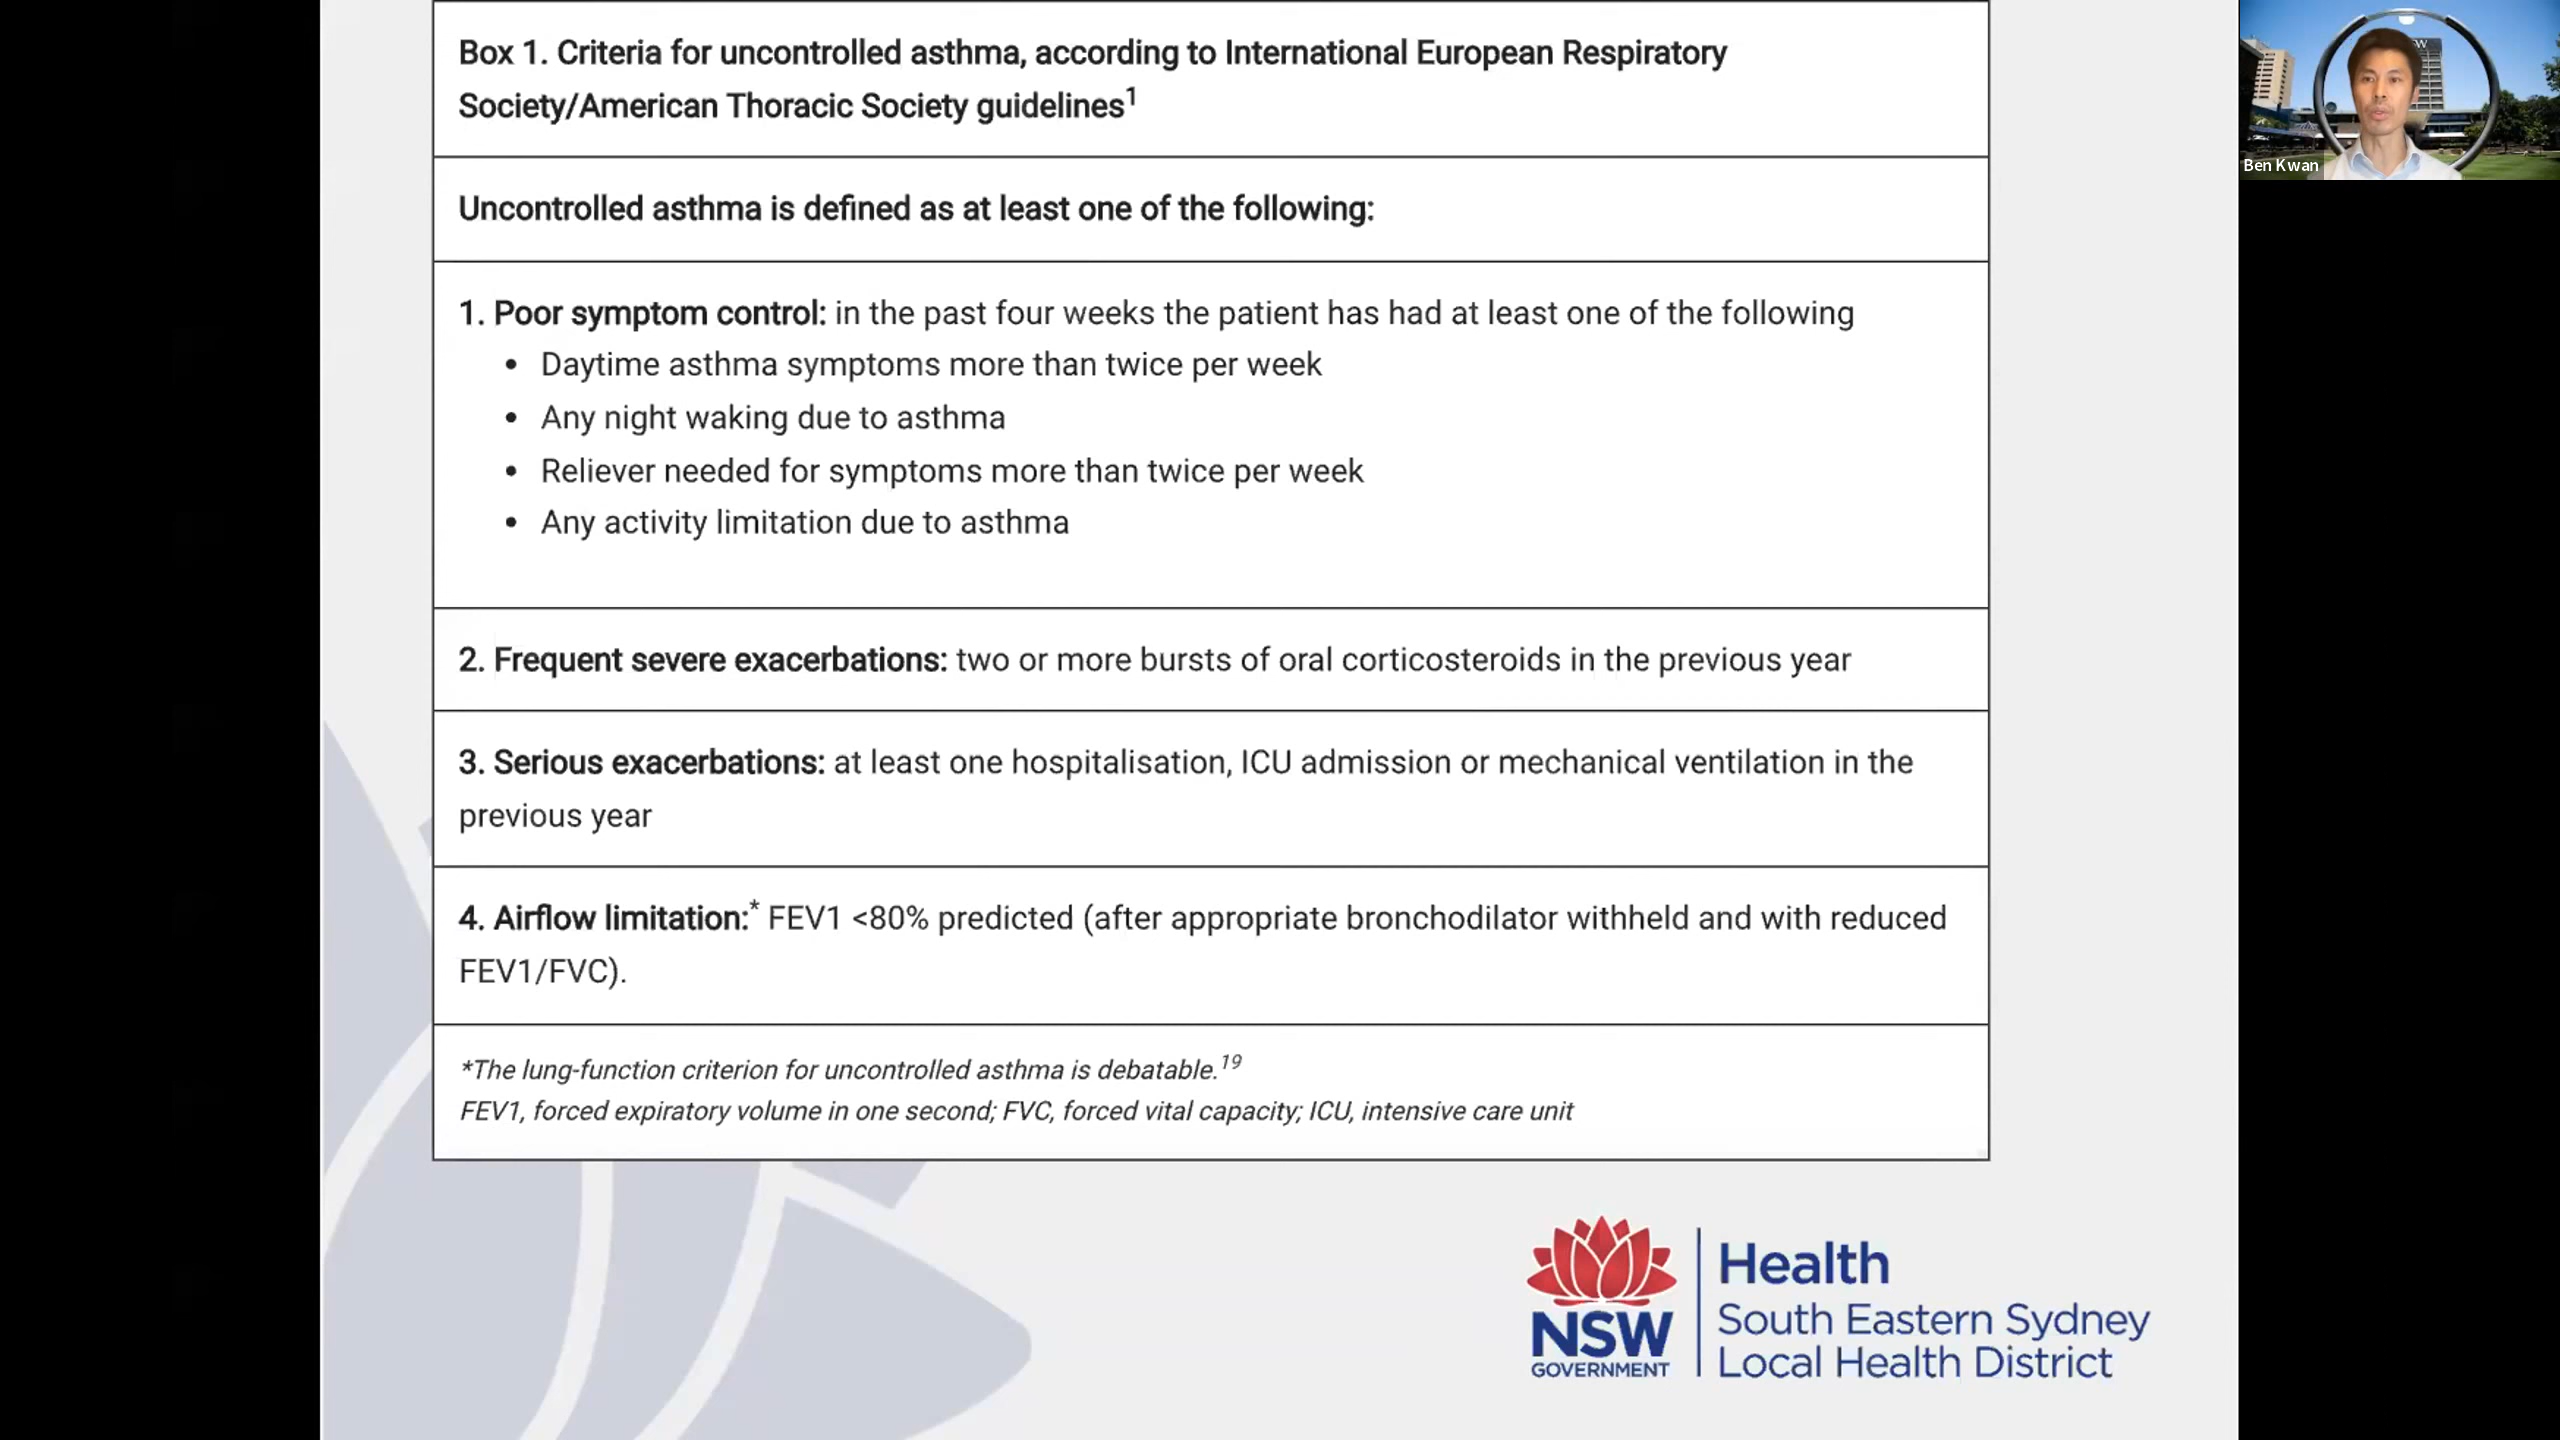 Box 1. Criteria for uncontrolled asthma, according to International European Respiratory
Society/American Thoracic Society guidelines1
Uncontrolled asthma is defined as at least one of the following:
1. Poor symptom control: in the past four weeks the patient has had at least one of the following
• Daytime asthma symptoms more than twice per week
• Any night waking due to asthma
• Reliever needed for symptoms more than twice per week
• Any activity limitation due to asthma
2. Frequent severe exacerbations: two or more bursts of oral corticosteroids in the previous year
3. Serious exacerbations: at least one hospitalisation, ICU admission or mechanical ventilation in the
previous year
4. Airflow limitation:* FEV1 <80% predicted (after appropriate bronchodilator withheld and with reduced
FEV1/FVC).
*The lung-function criterion for uncontrolled asthma is debatable.19
FEV1, forced expiratory volume in one second; FVC, forced vital capacity; ICU, intensive care unit
NSW
GOVERNMENT
Health
South Eastern Sydney
Local Health District
Ben Kwan